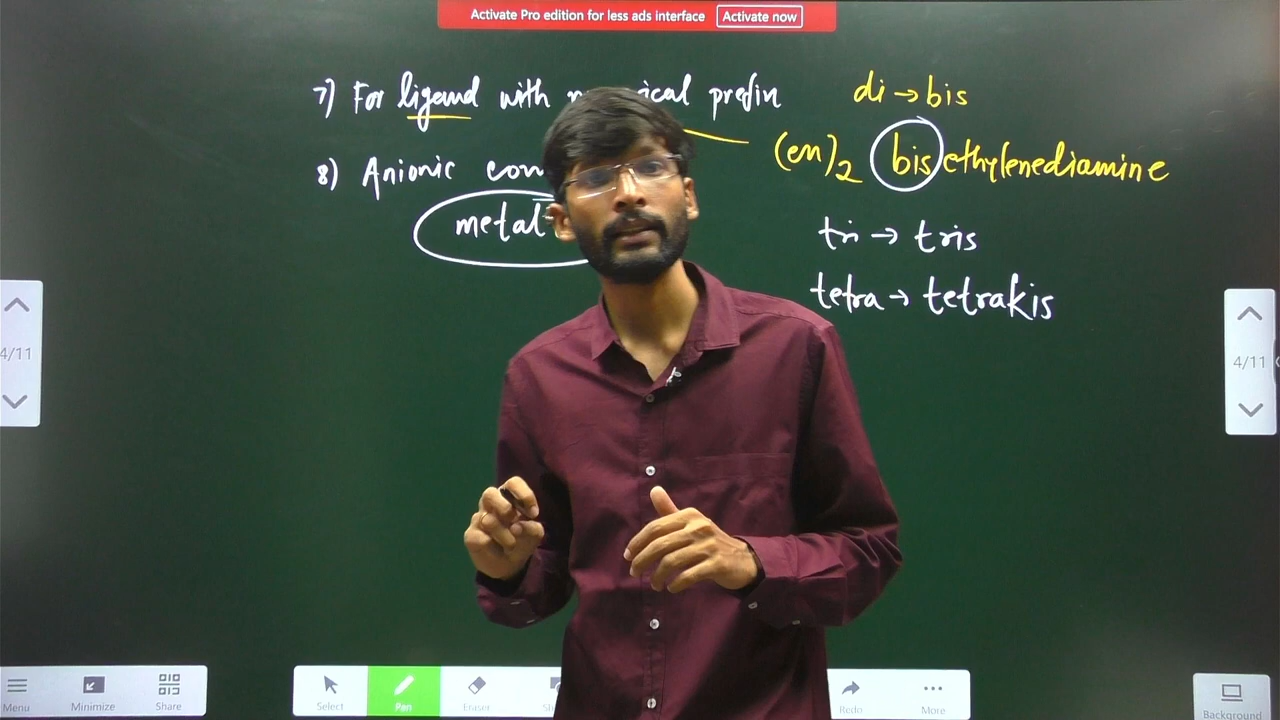 Activate Pro edition for less ads interface Activate now
7) For ligand with prefix di → bis
(en)₂ bis ethylenediamine
8) Anionic
metal
tri → tris
tetra → tetrakis
4/11 4/11
Menu Minimize Share Select Pen Eraser Redo More Background